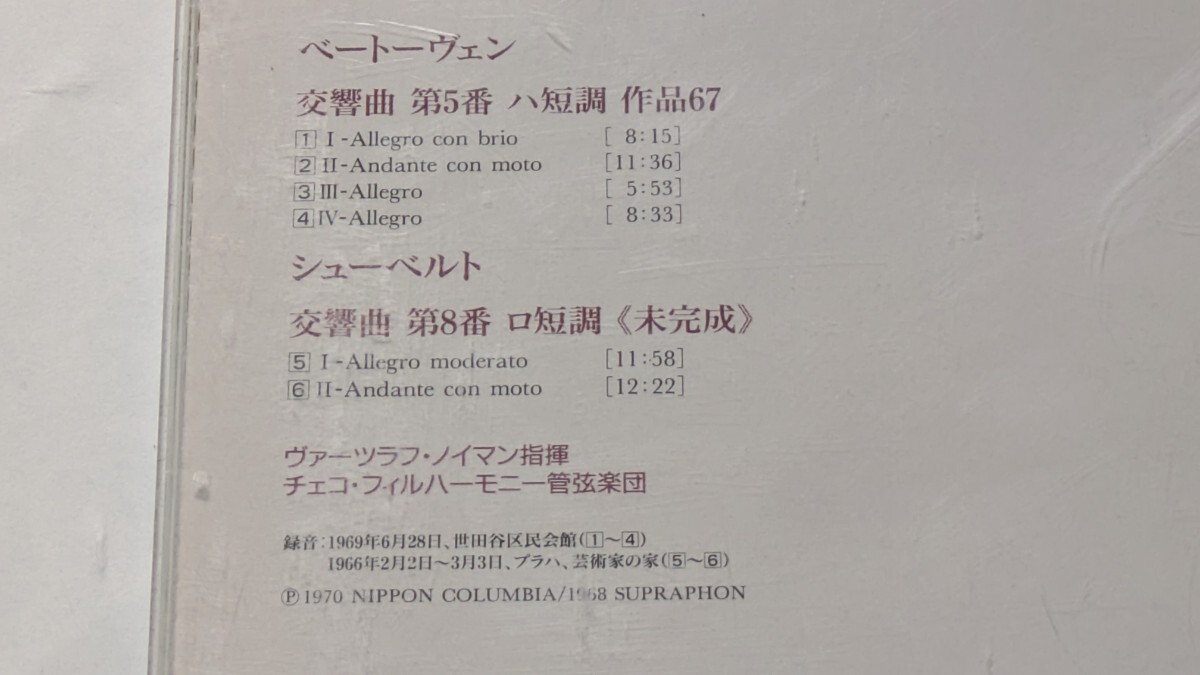 ベートーヴェン
交響曲 第5番 ハ短調 作品67
1 I-Allegro con brio [ 8:15]
2 II-Andante con moto [11:36]
3 III-Allegro [ 5:53]
4 IV-Allegro [ 8:33]
シューベルト
交響曲 第8番 ロ短調《未完成》
5 I-Allegro moderato [11:58]
6 II-Andante con moto [12:22]
ヴァーツラフ・ノイマン指揮
チェコ・フィルハーモニー管弦楽団
録音:1969年6月28日、世田谷区民会館(1〜4)
1966年2月2日〜3月3日、プラハ、芸術家の家(5〜6)
Ⓟ1970 NIPPON COLUMBIA/1968 SUPRAPHON